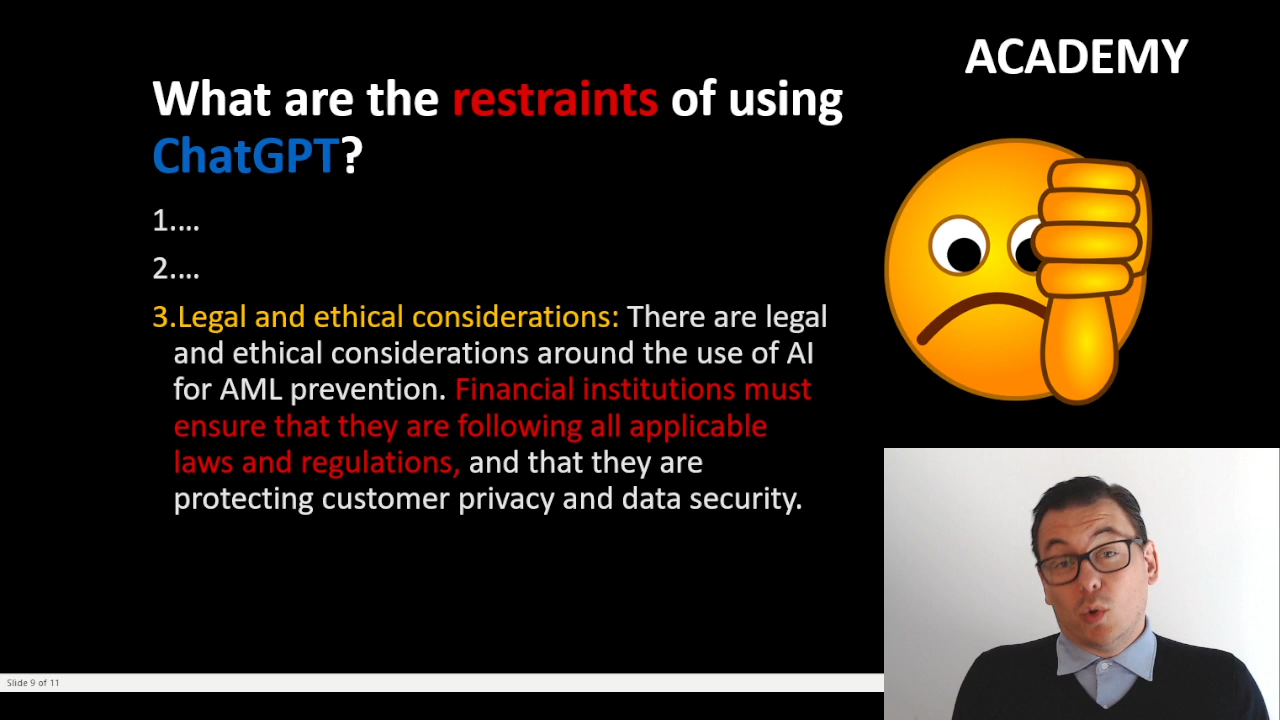 ACADEMY
What are the restraints of using
ChatGPT?
1.…
2.…
3.Legal and ethical considerations: There are legal
and ethical considerations around the use of AI
for AML prevention. Financial institutions must
ensure that they are following all applicable
laws and regulations, and that they are
protecting customer privacy and data security.
Slide 9 of 11